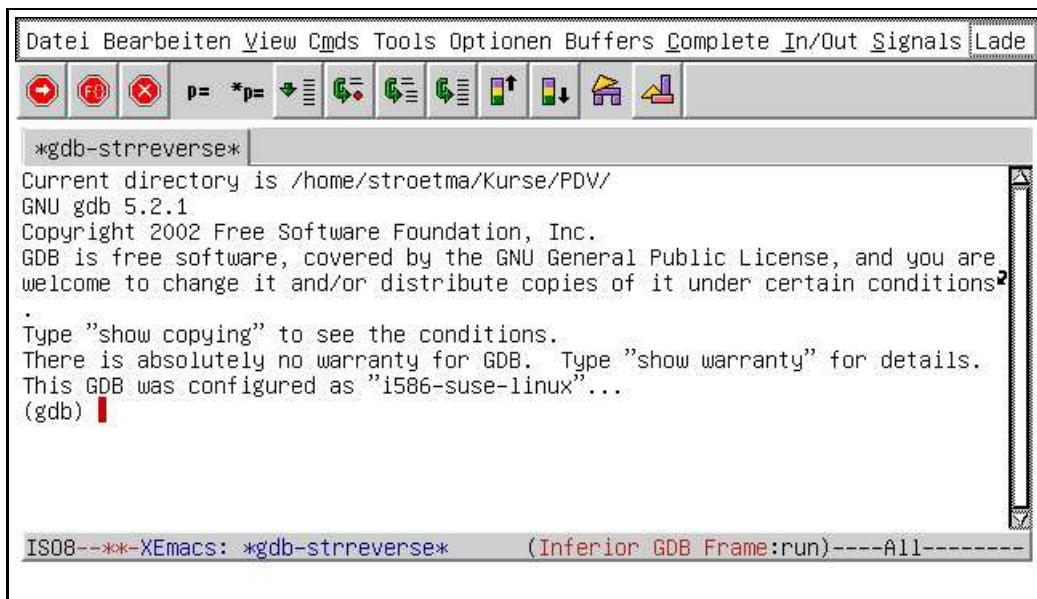 Datei Bearbeiten View Cmds Tools Optionen Buffers Complete In/Out Signals Lade
p= *p=
*gdb-strreverse*
Current directory is /home/stroetma/Kurse/PDV/
GNU gdb 5.2.1
Copyright 2002 Free Software Foundation, Inc.
GDB is free software, covered by the GNU General Public License, and you are
welcome to change it and/or distribute copies of it under certain conditions
.
Type "show copying" to see the conditions.
There is absolutely no warranty for GDB.  Type "show warranty" for details.
This GDB was configured as "i586-suse-linux"...
(gdb)
ISO8--**-XEmacs: *gdb-strreverse*      (Inferior GDB Frame:run)----All--------